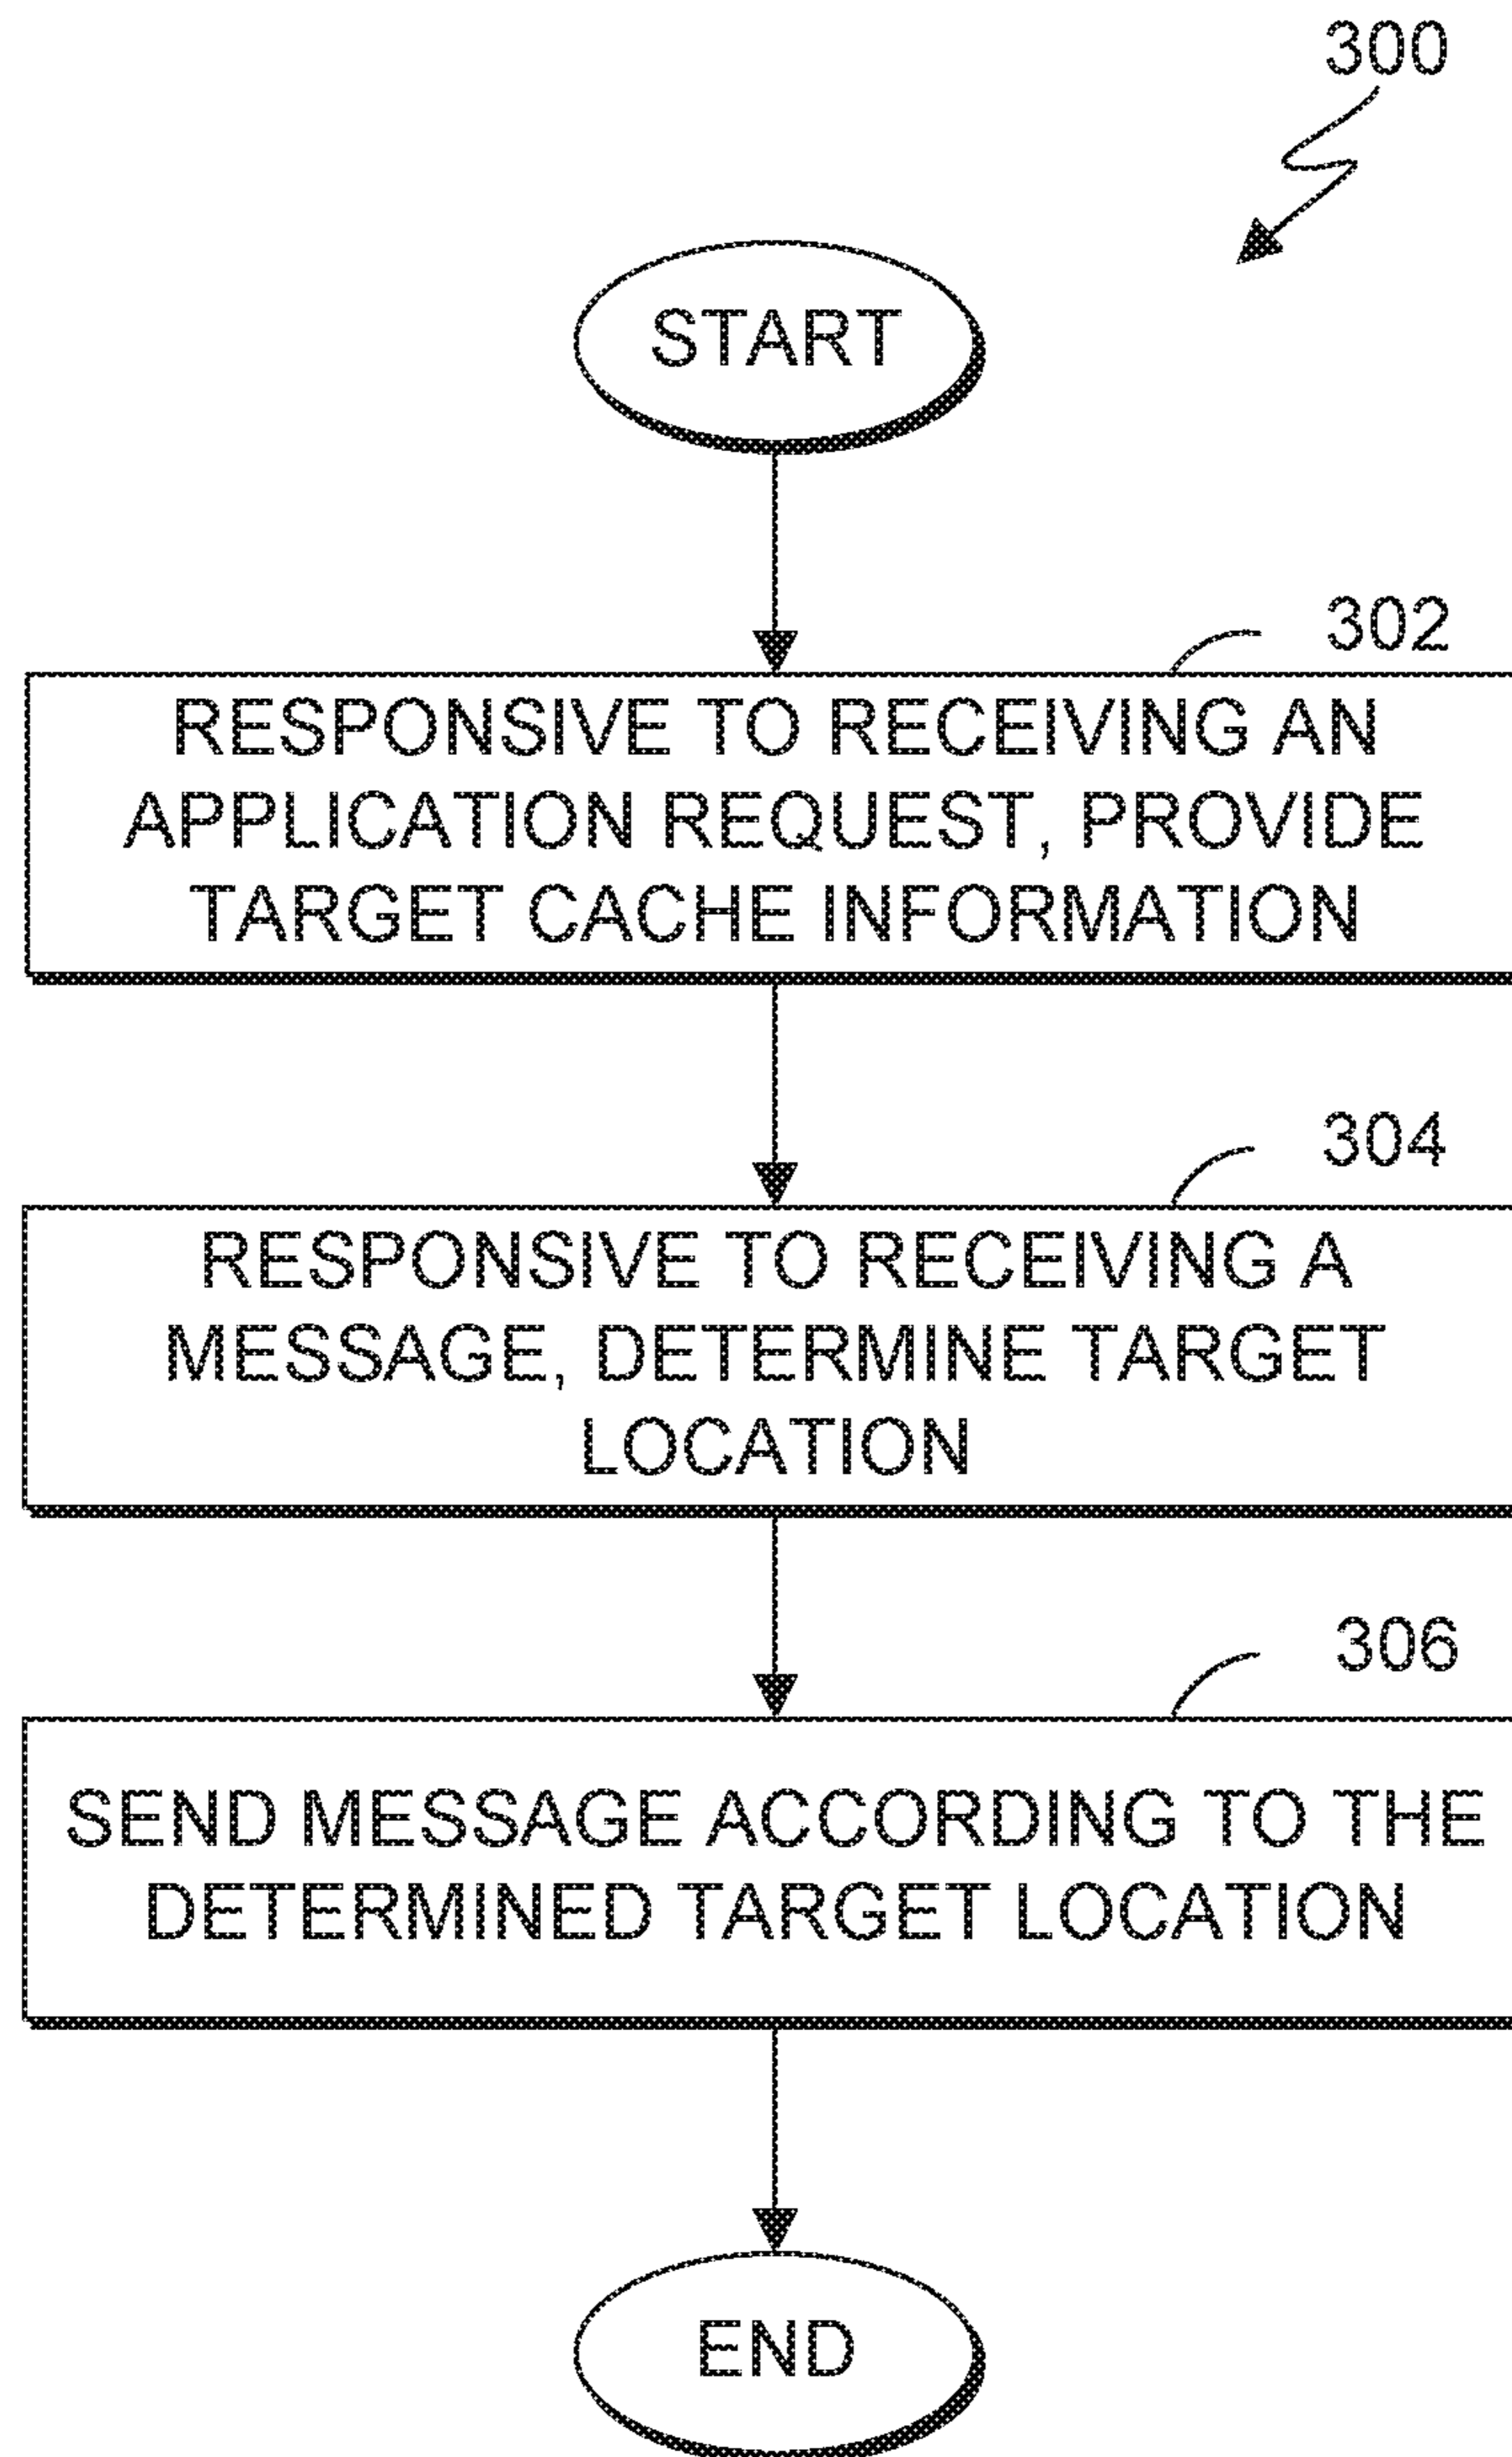 300
START
302
RESPONSIVE TO RECEIVING AN
APPLICATION REQUEST, PROVIDE
TARGET CACHE INFORMATION
304
RESPONSIVE TO RECEIVING A
MESSAGE, DETERMINE TARGET
LOCATION
306
SEND MESSAGE ACCORDING TO THE
DETERMINED TARGET LOCATION
END